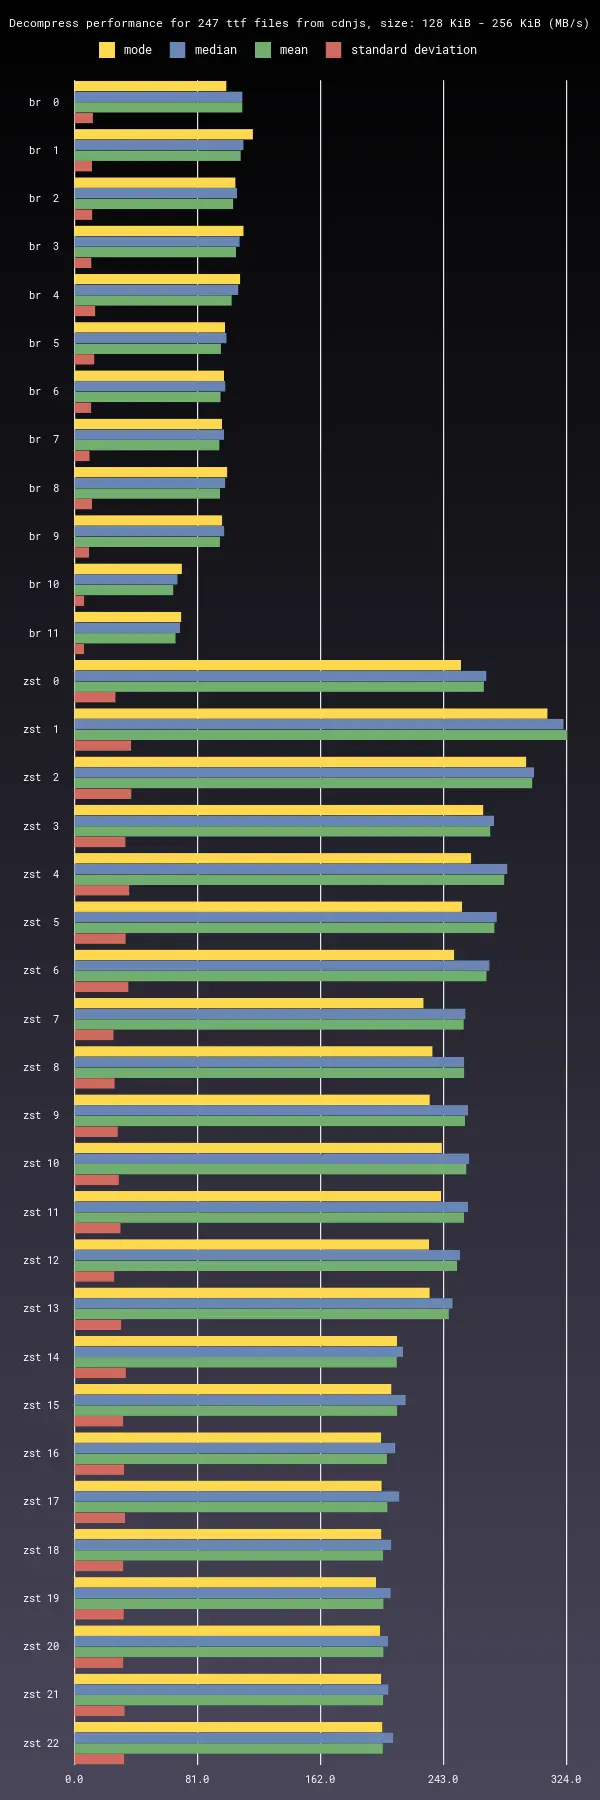 Decompress performance for 247 ttf files from cdnjs, size: 128 KiB - 256 KiB (MB/s)
mode median mean standard deviation
br 0
br 1
br 2
br 3
br 4
br 5
br 6
br 7
br 8
br 9
br 10
br 11
zst 0
zst 1
zst 2
zst 3
zst 4
zst 5
zst 6
zst 7
zst 8
zst 9
zst 10
zst 11
zst 12
zst 13
zst 14
zst 15
zst 16
zst 17
zst 18
zst 19
zst 20
zst 21
zst 22
0.0 81.0 162.0 243.0 324.0